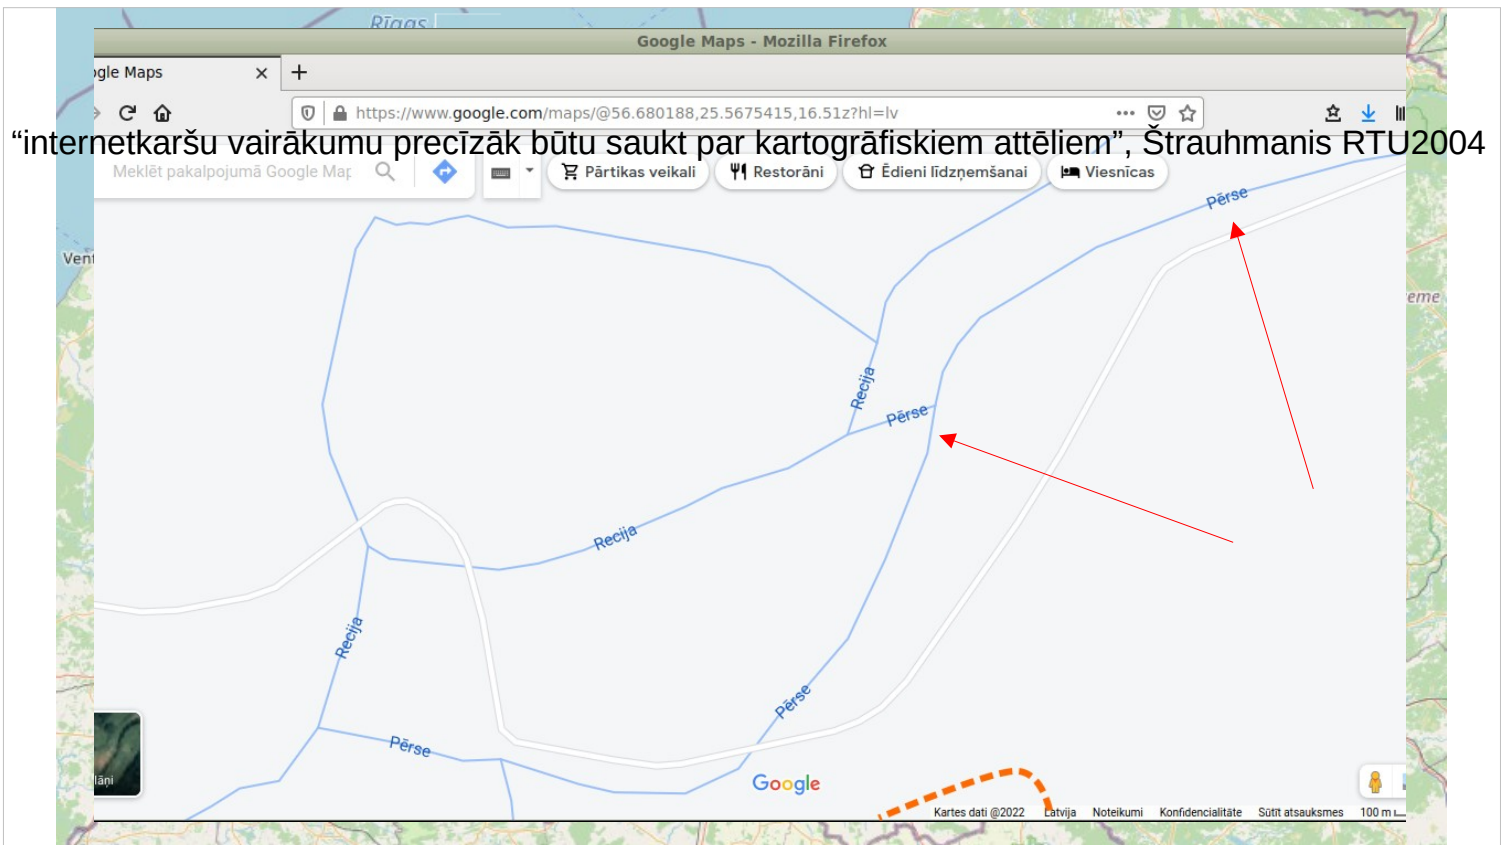 Rīgas
Google Maps - Mozilla Firefox
ogle Maps
https://www.google.com/maps/@56.680188,25.5675415,16.51z?hl=lv
“internetkaršu vairākumu precīzāk būtu saukt par kartogrāfiskiem attēliem”, Štrauhmanis RTU2004
Meklēt pakalpojumā Google Map
Pārtikas veikali
Restorāni
Ēdieni līdzņemšanai
Viesnīcas
Pērse
Vent
eme
Recija
Pērse
Recija
Recija
Pērse
Pērse
lāņi
Google
Kartes dati @2022 Latvija Noteikumi Konfidencialitāte Sūtīt atsauksmes 100 m